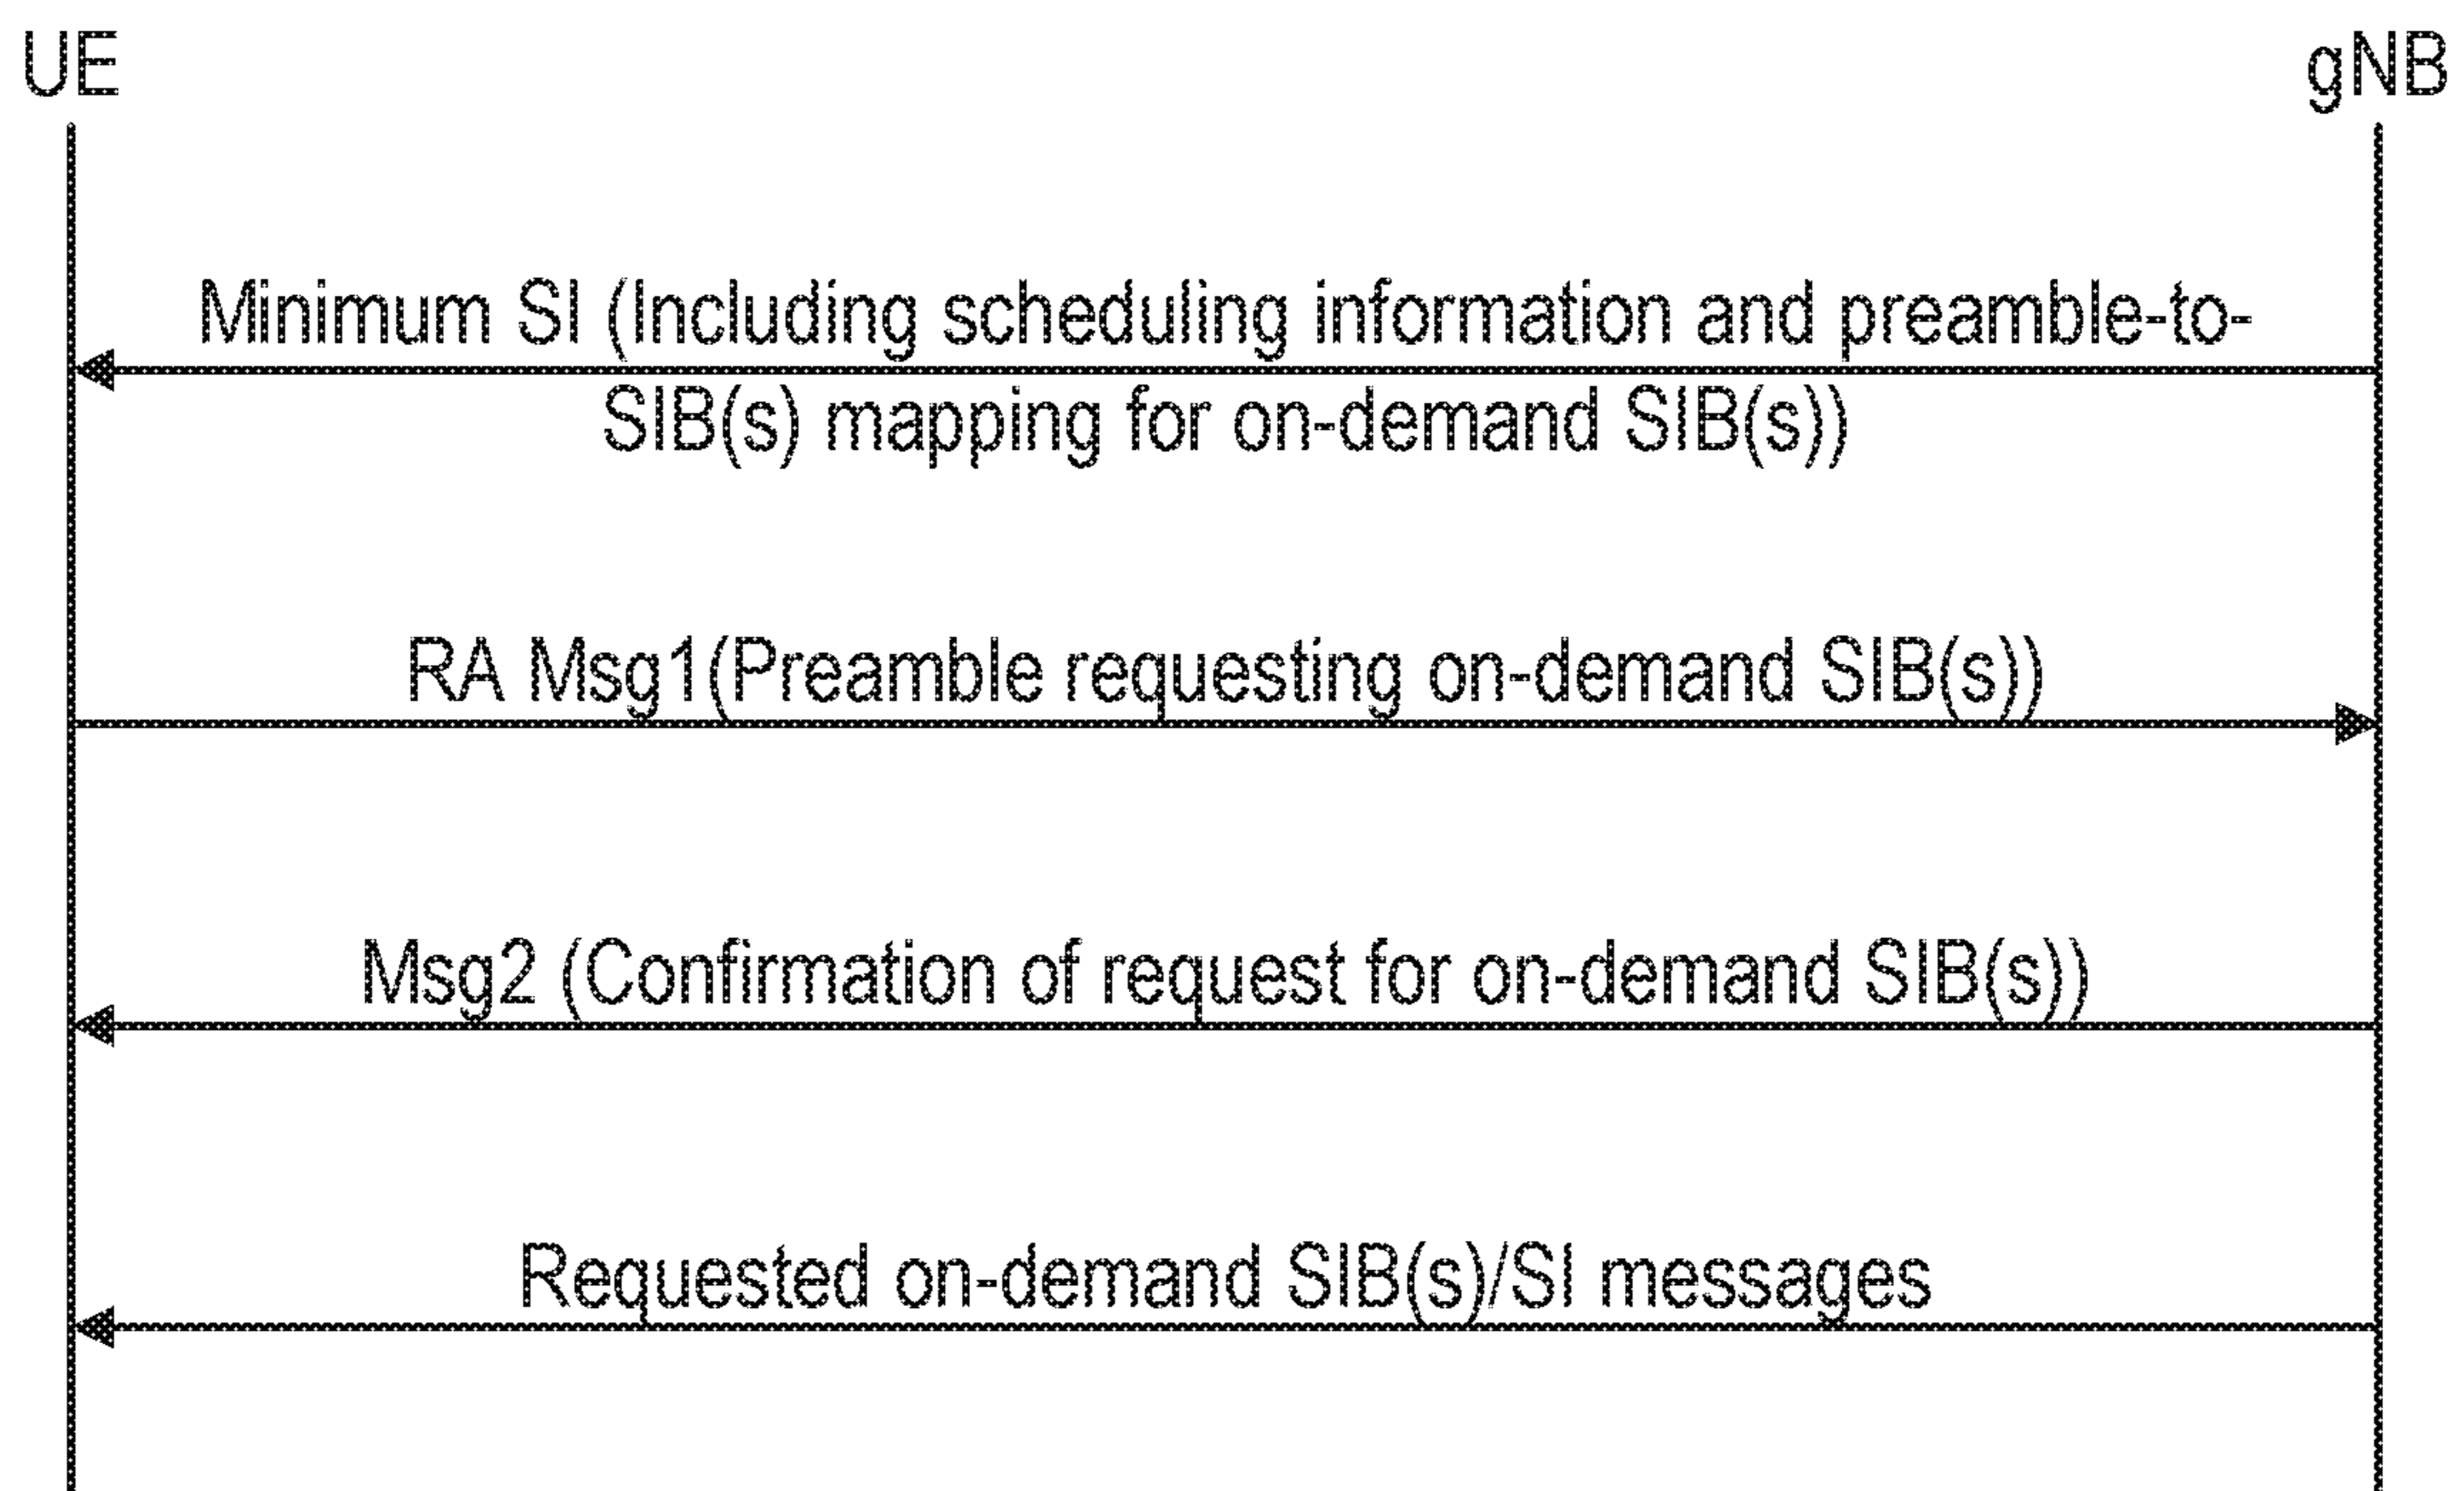 UE
gNB
Minimum SI (Including scheduling information and preamble-to-
SIB(s) mapping for on-demand SIB(s))
RA Msg1(Preamble requesting on-demand SIB(s))
Msg2 (Confirmation of request for on-demand SIB(s))
Requested on-demand SIB(s)/SI messages